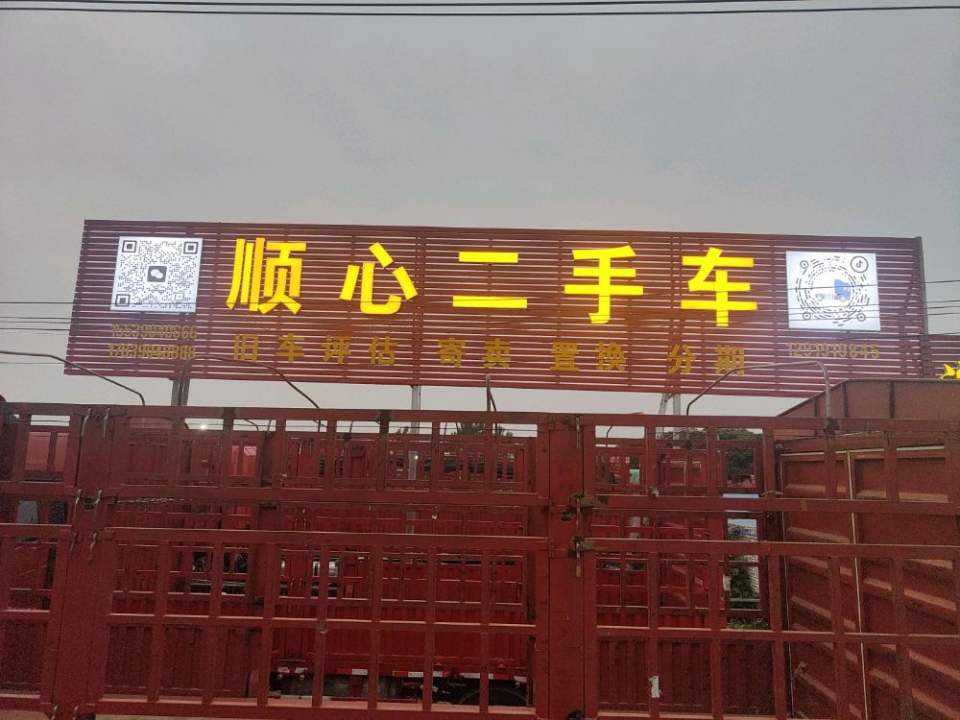 顺心二手车
旧车评估 寄卖 置换 分期